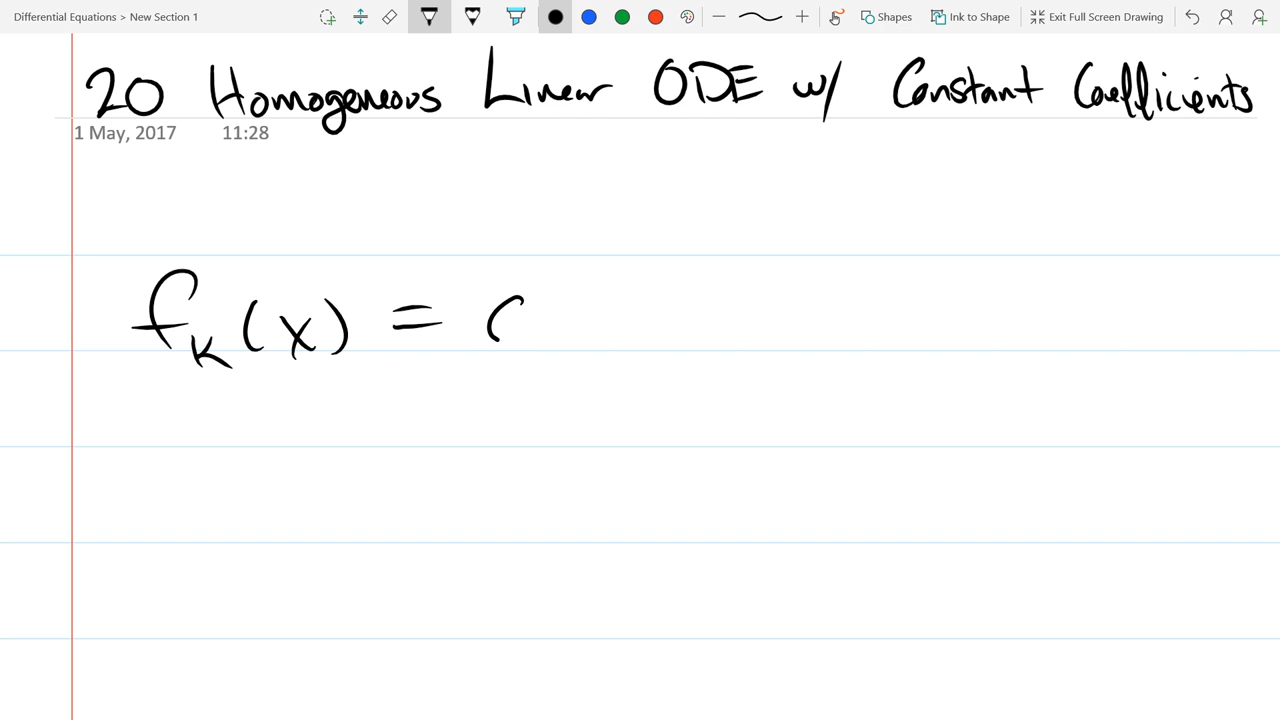 Differential Equations > New Section 1
Shapes
Ink to Shape
Exit Full Screen Drawing
20 Homogeneous Linear ODE w/ Constant Coefficients
1 May, 2017 11:28
fₖ(x) = c